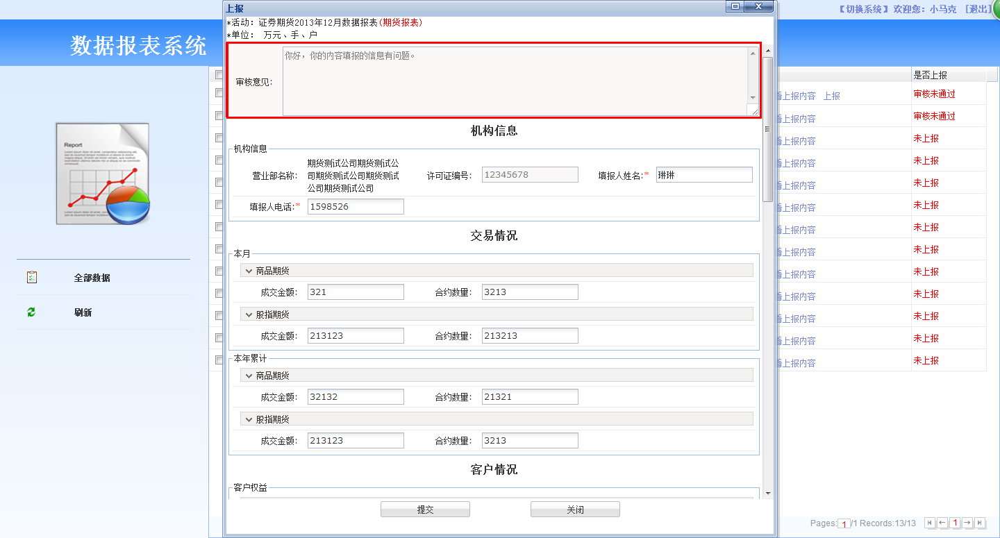 【切换系统】 欢迎您：小马克 [退出]
数据报表系统
Report
全部数据
刷新
上报
*活动：证券期货2013年12月数据报表(期货报表)
*单位： 万元、手、户
审核意见：
你好，你的内容填报的信息有问题。
机构信息
机构信息
营业部名称：
期货测试公司期货测试公
司期货测试公司期货测试
公司期货测试公司
许可证编号： 12345678
填报人姓名：* 琳琳
填报人电话：* 1598526
交易情况
本月
商品期货
成交金额： 321 合约数量： 3213
股指期货
成交金额： 213123 合约数量： 213213
本年累计
商品期货
成交金额： 32132 合约数量： 21321
股指期货
成交金额： 213123 合约数量： 3213
客户情况
客户权益
提交 关闭
是否上报
上报内容 上报 审核未通过
上报内容 审核未通过
上报内容 未上报
上报内容 未上报
上报内容 未上报
上报内容 未上报
上报内容 未上报
上报内容 未上报
上报内容 未上报
上报内容 未上报
上报内容 未上报
上报内容 未上报
上报内容 未上报
Pages: 1 /1 Records:13/13 1